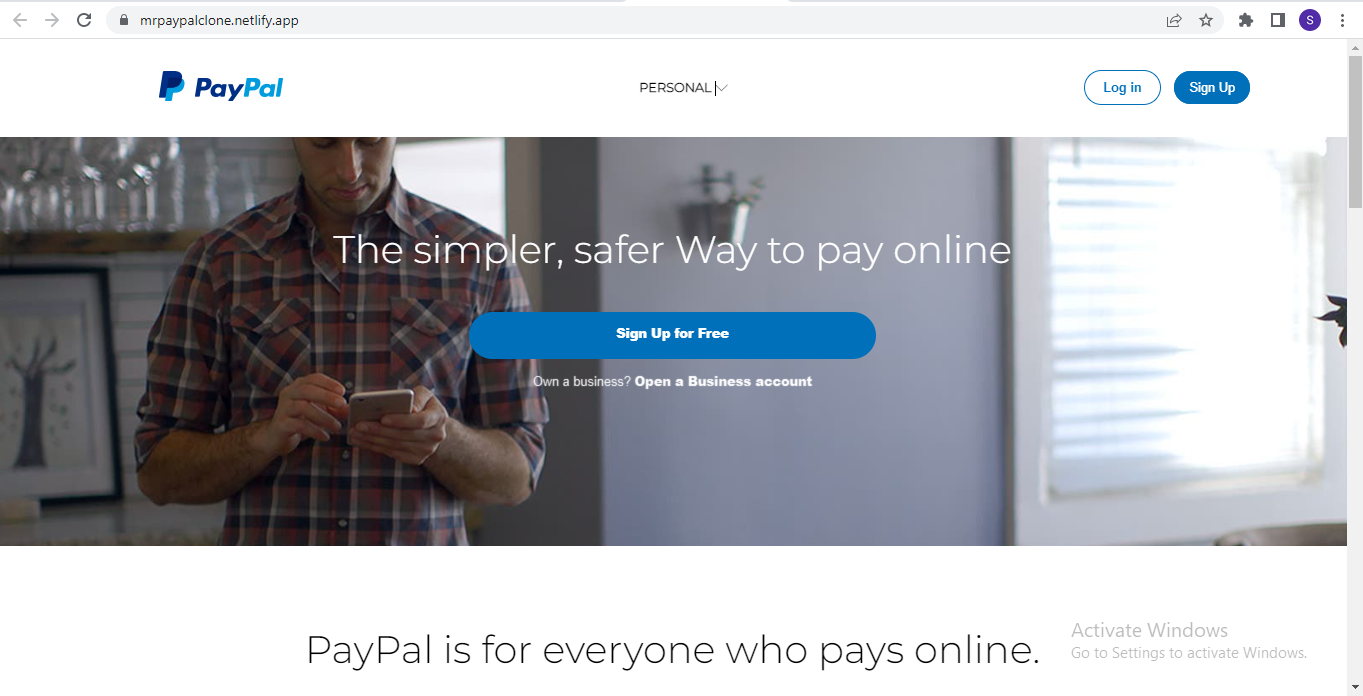 mrpaypalclone.netlify.app
S
PayPal
PERSONAL
Log in
Sign Up
The simpler, safer Way to pay online
Sign Up for Free
Own a business? Open a Business account
PayPal is for everyone who pays online.
Activate Windows
Go to Settings to activate Windows.